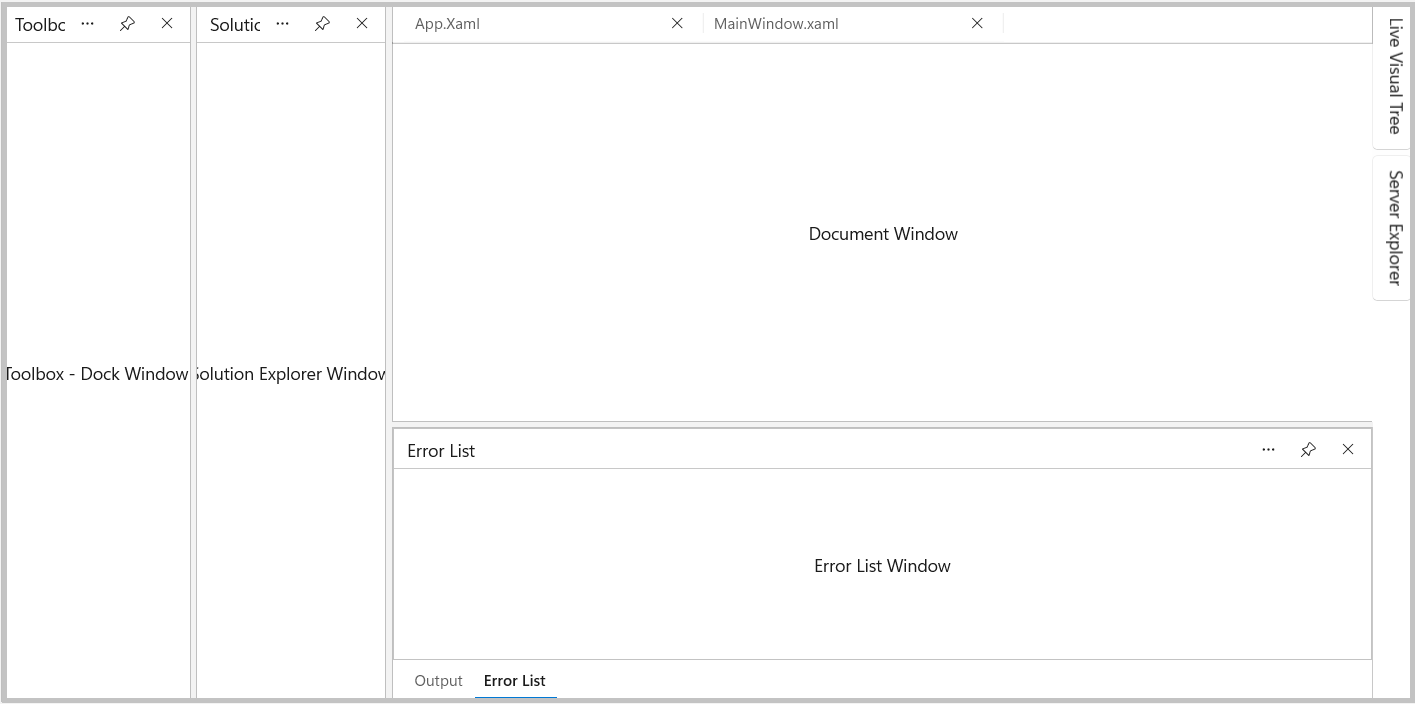 Toolbc
Solutic
App.Xaml
MainWindow.xaml
Live Visual Tree
Server Explorer
Document Window
Toolbox - Dock Window
Solution Explorer Window
Error List
Error List Window
Output
Error List